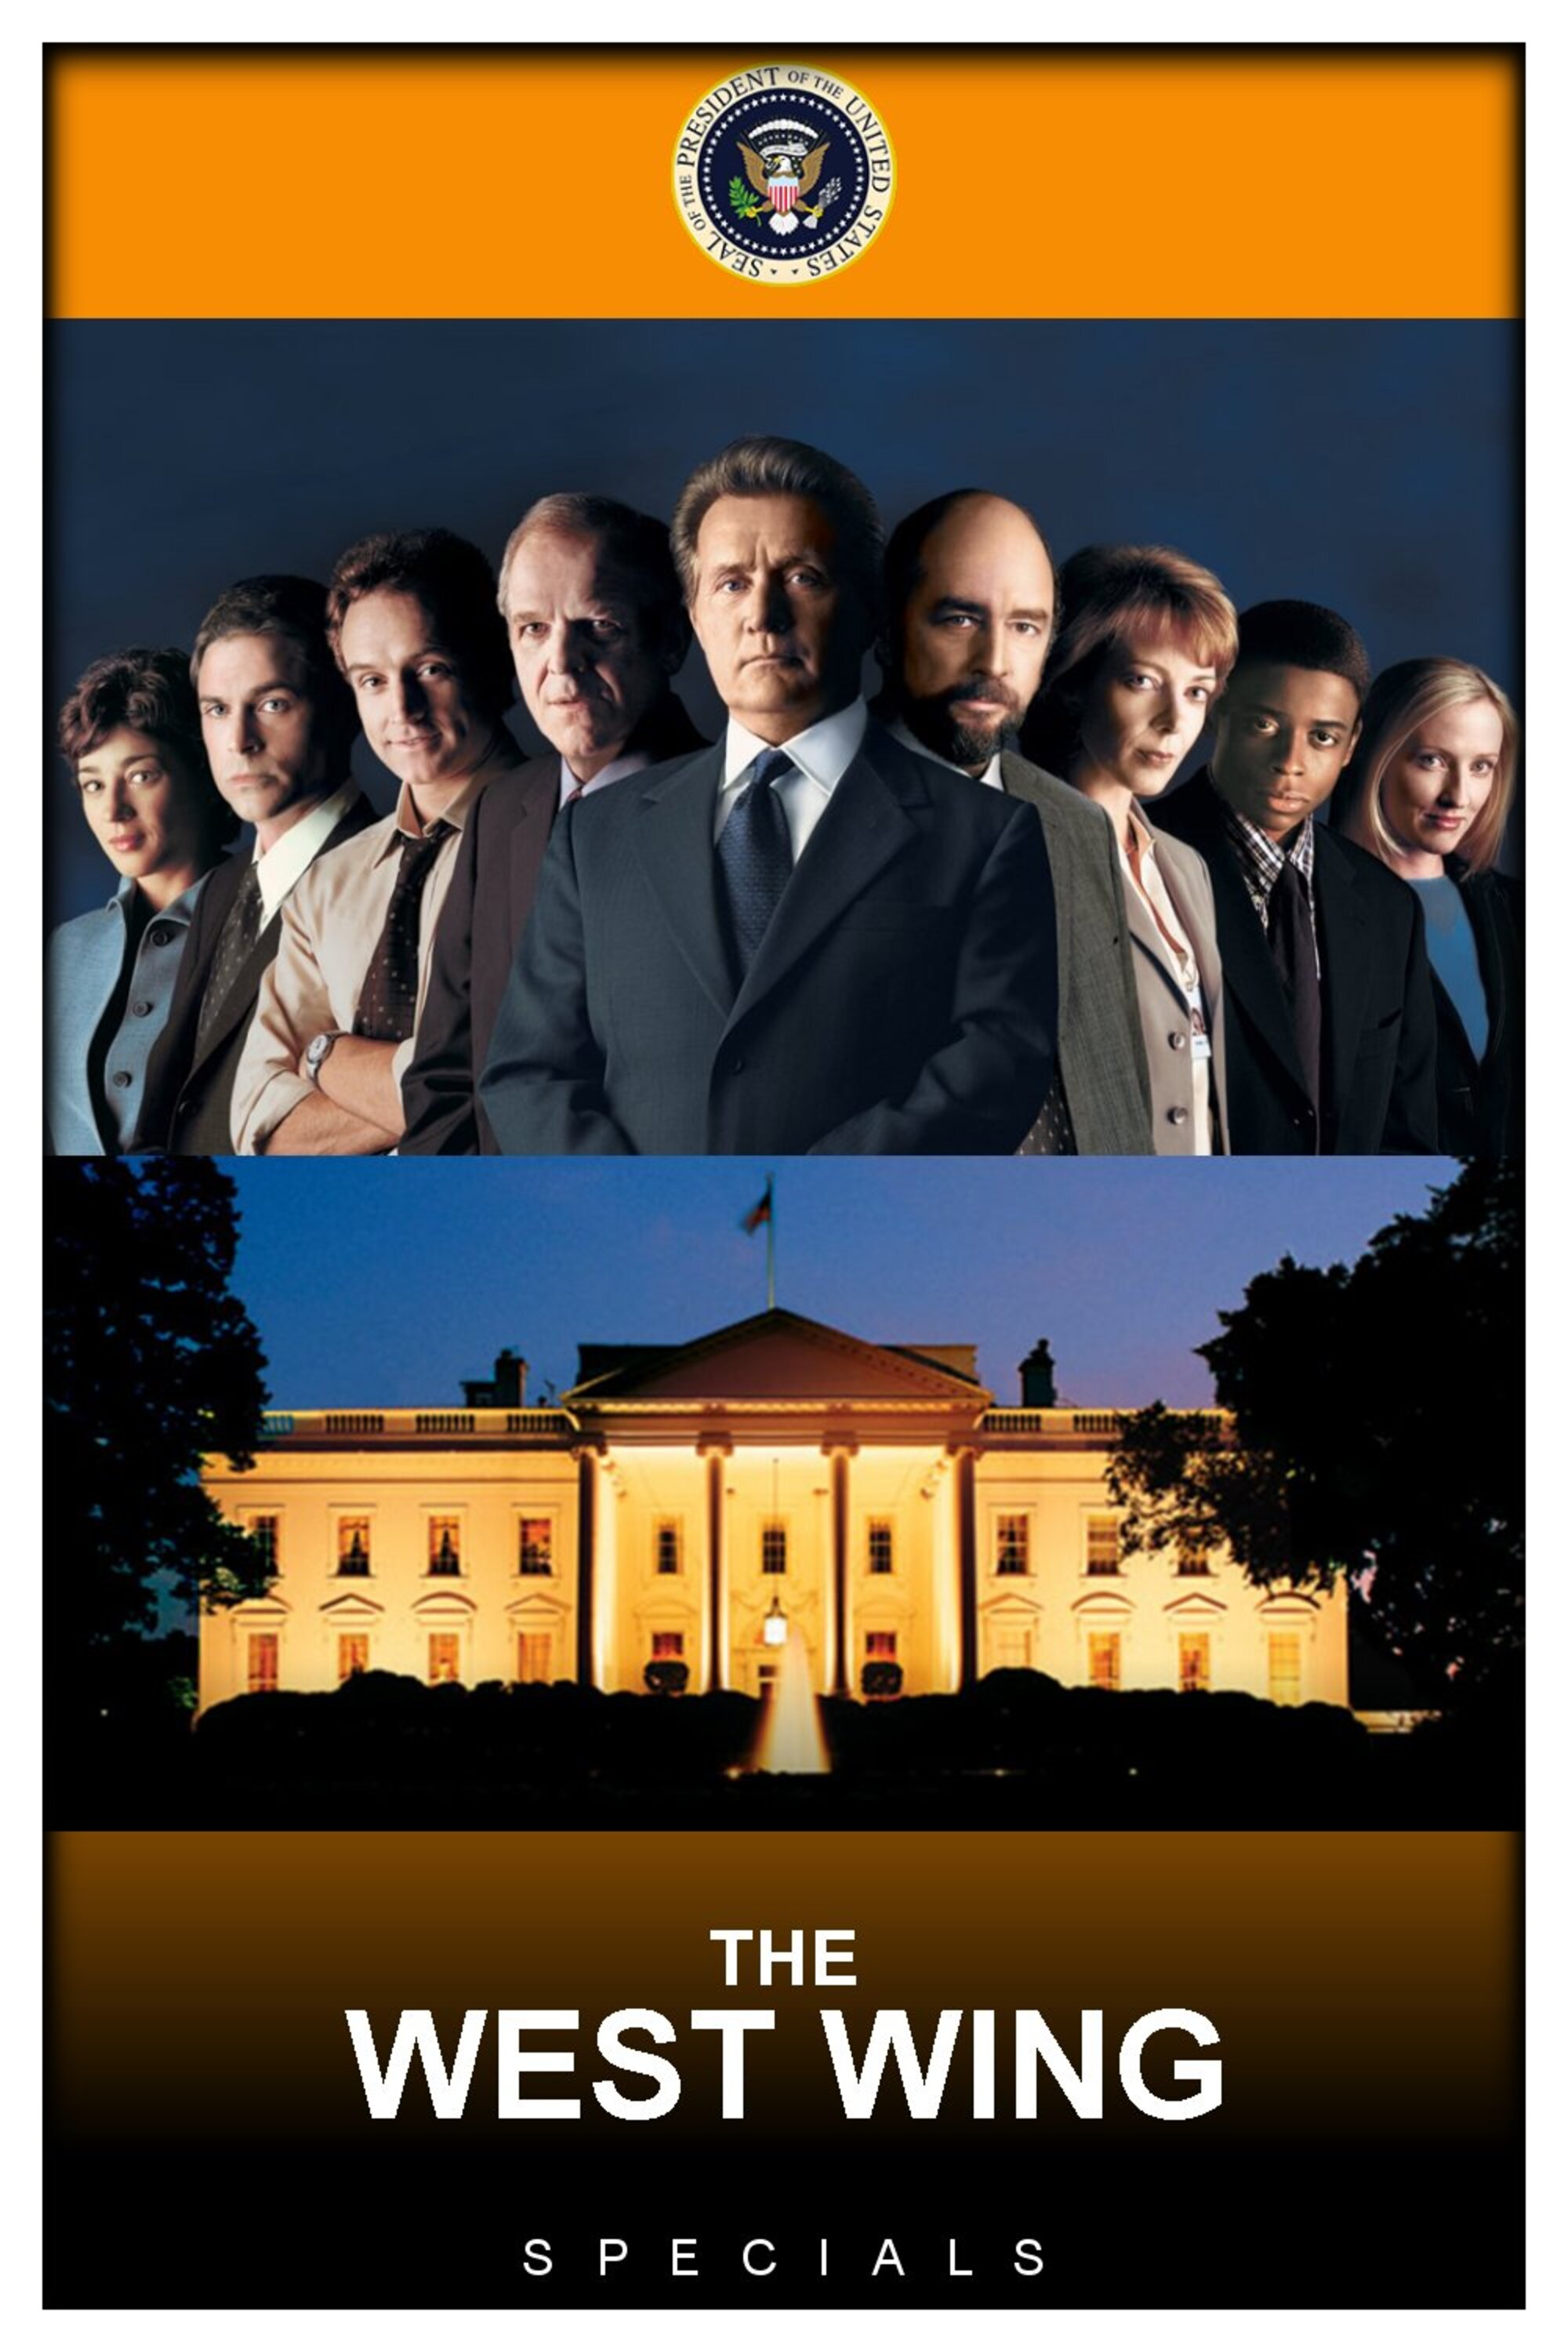 SEAL OF THE PRESIDENT OF THE UNITED STATES
THE
WEST WING
SPECIALS